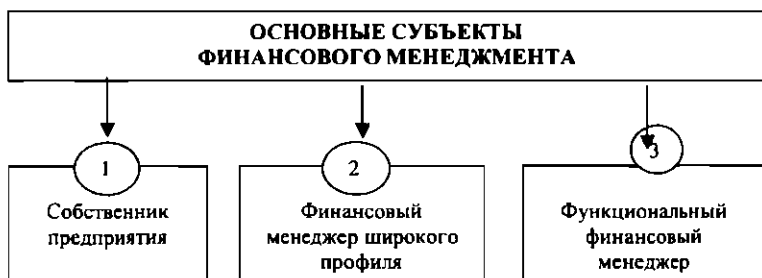 ОСНОВНЫЕ СУБЪЕКТЫ
ФИНАНСОВОГО МЕНЕДЖМЕНТА
1
2
3
Собственник
предприятия
Финансовый
менеджер широкого
профиля
Функциональный
финансовый
менеджер